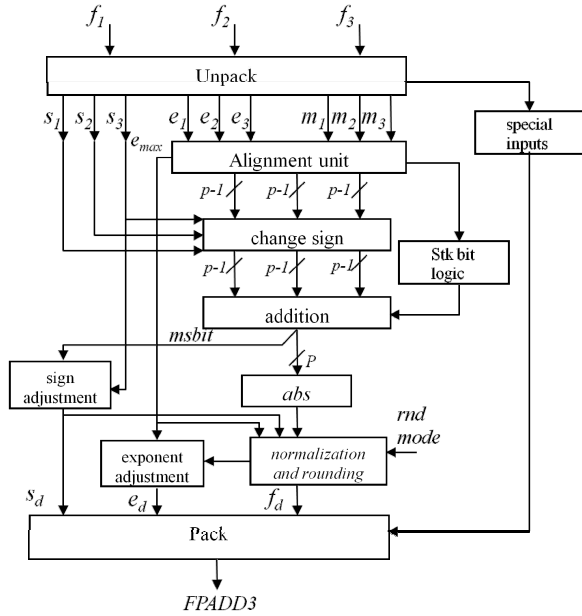 f1 f2 f3
Unpack
s1 s2 s3 e1 e2 e3 m1 m2 m3
special
inputs
emax
Alignment unit
p-1 p-1 p-1
change sign
Stk bit
logic
p-1 p-1 p-1
addition
msbit
P
sign
adjustment
abs
rnd
mode
exponent
adjustment
normalization
and rounding
sd ed fd
Pack
FPADD3